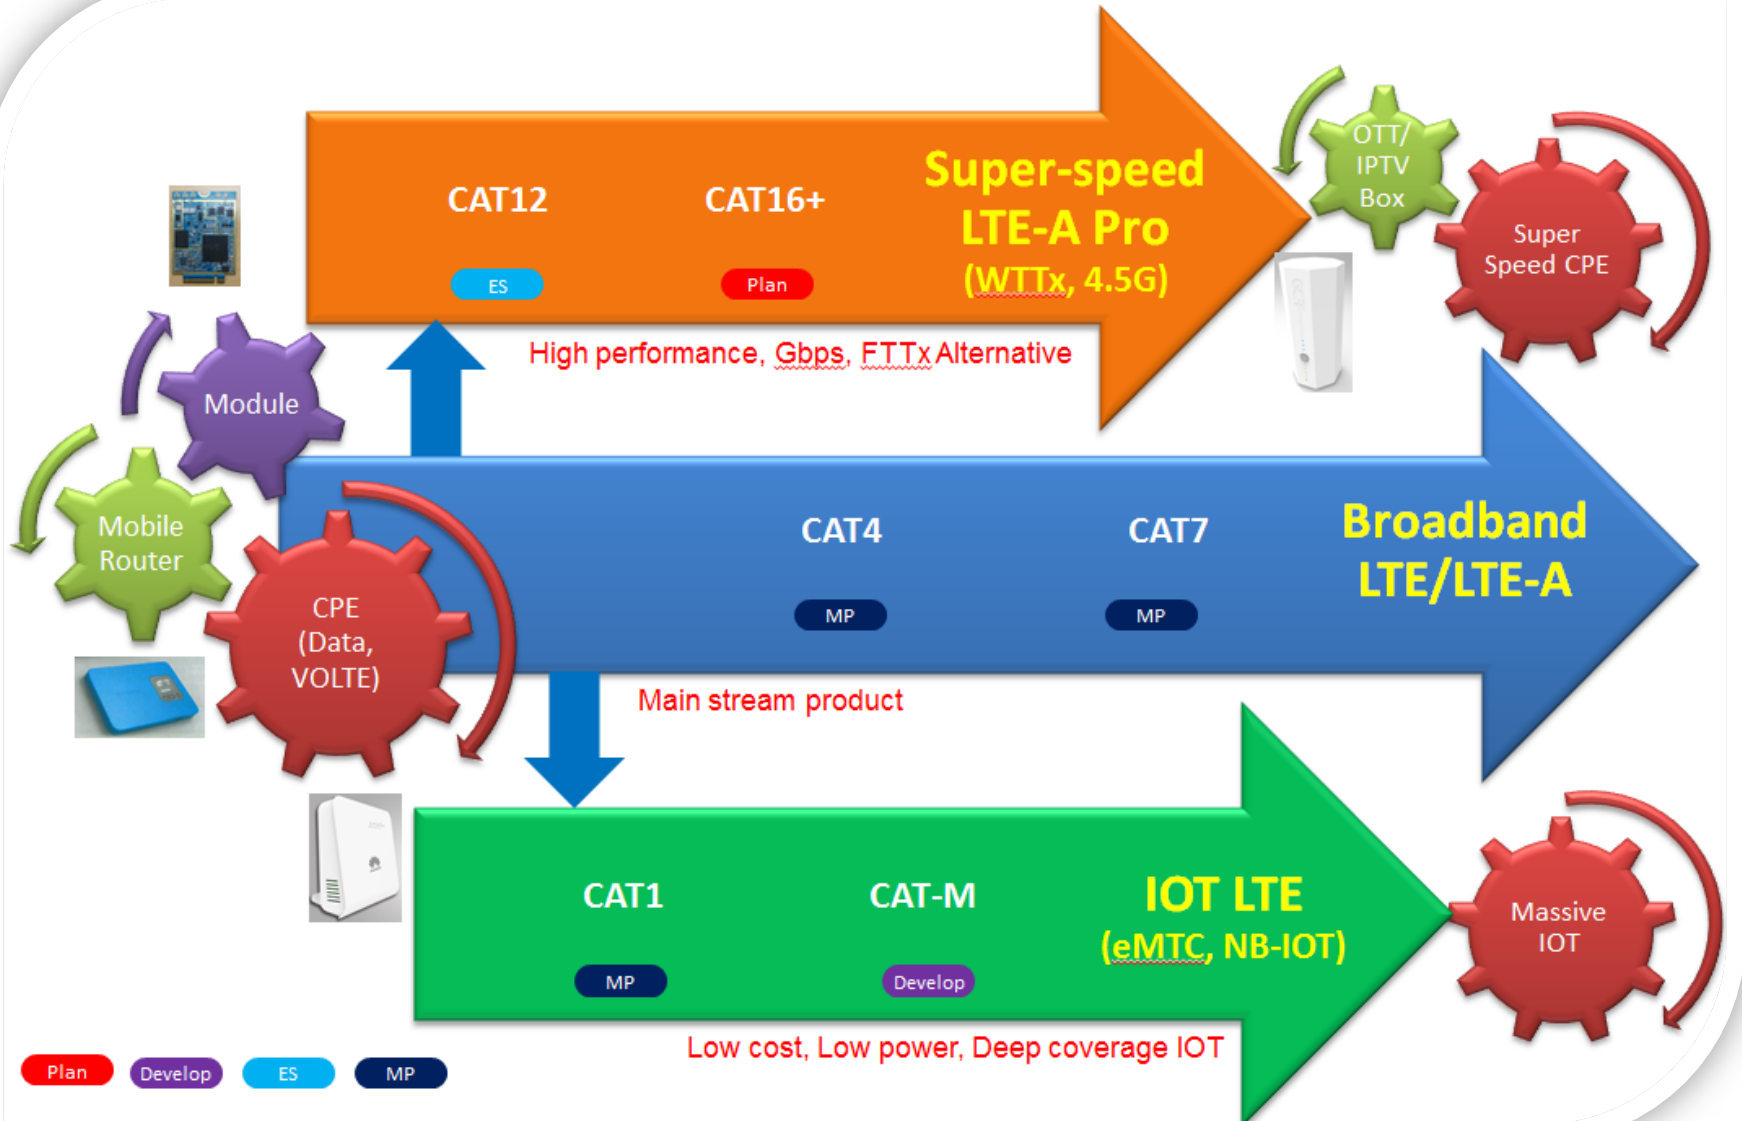 CAT12
CAT16+
Super-speed
LTE-A Pro
(WTTx, 4.5G)
ES
Plan
High performance, Gbps, FTTx Alternative
OTT/
IPTV
Box
Super
Speed CPE
Module
Mobile
Router
CPE
(Data,
VOLTE)
CAT4
CAT7
Broadband
LTE/LTE-A
MP
MP
Main stream product
CAT1
CAT-M
IOT LTE
(eMTC, NB-IOT)
MP
Develop
Massive
IOT
Low cost, Low power, Deep coverage IOT
Plan
Develop
ES
MP